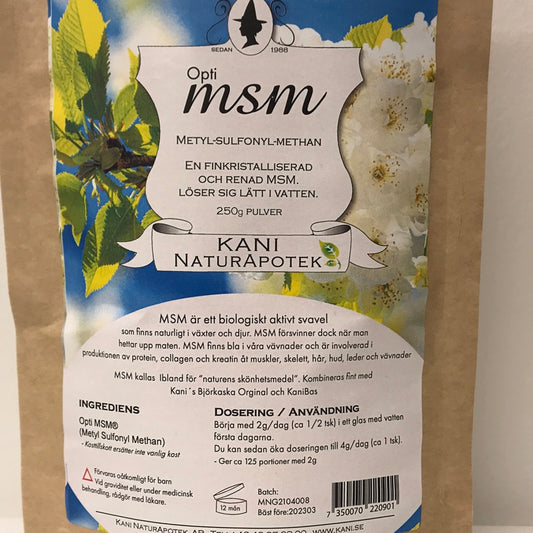 SEDAN 1988
Opti
msm
METYL-SULFONYL-METHAN
EN FINKRISTALLISERAD
OCH RENAD MSM.
LÖSER SIG LÄTT I VATTEN.
250g PULVER
KANI
NATURAPOTEK
MSM är ett biologiskt aktivt svavel
som finns naturligt i växter och djur. MSM försvinner dock när man
hettar upp maten. MSM finns bla i våra vävnader och är involverad i
produktionen av protein, collagen och kreatin åt muskler, skelett, hår, hud, leder och vävnader
MSM kallas Ibland för "naturens skönhetsmedel". Kombineras fint med
Kani´s Björkaska Orginal och KaniBas
INGREDIENS
Opti MSM®
(Metyl Sulfonyl Methan)
- Kosttillskott ersätter inte vanlig kost
DOSERING / ANVÄNDNING
Börja med 2g/dag (ca 1/2 tsk) i ett glas med vatten
första dagarna.
Du kan sedan öka doseringen till 4g/dag (ca 1 tsk).
- Ger ca 125 portioner med 2g
Förvaras oåtkomligt för barn
Vid graviditet eller under medicinsk
behandling, rådgör med läkare.
12 mån
Batch:
MNG2104008
Bäst före:202303
7 350070 220901
KANI NATURAPOTEK AB WWW.KANI.SE